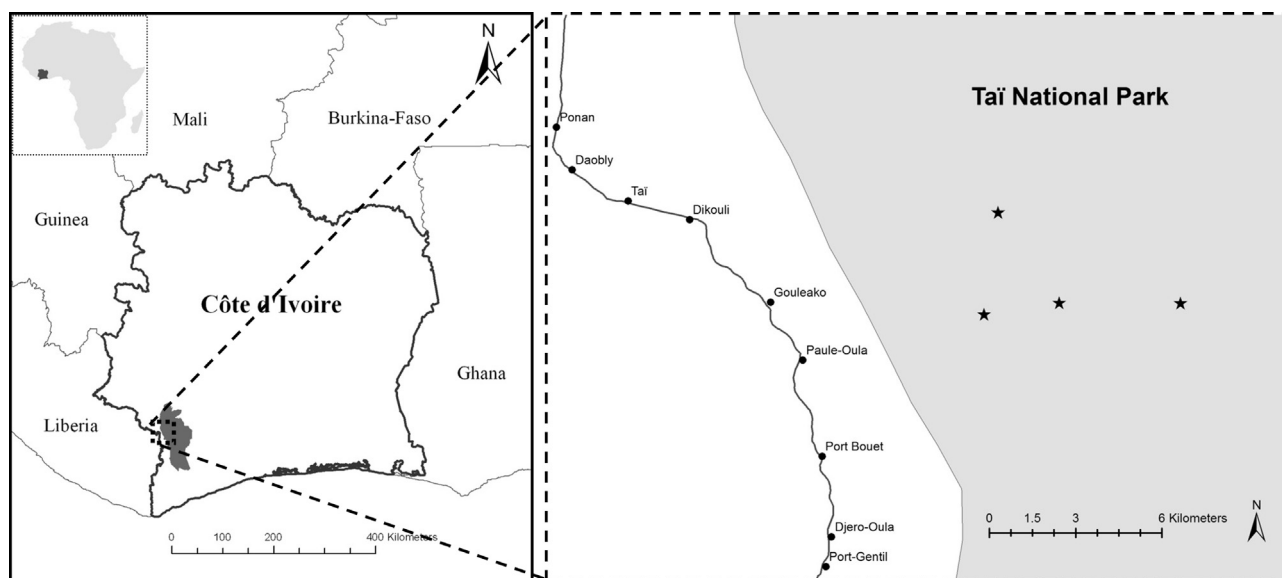 N
Mali
Burkina-Faso
Guinea
Côte d'Ivoire
Ghana
Liberia
0 100 200 400 Kilometers
Taï National Park
Ponan
Daobly
Taï
Dikouli
Gouleako
Paule-Oula
Port Bouet
Djero-Oula
Port-Gentil
0 1.5 3 6 Kilometers
N